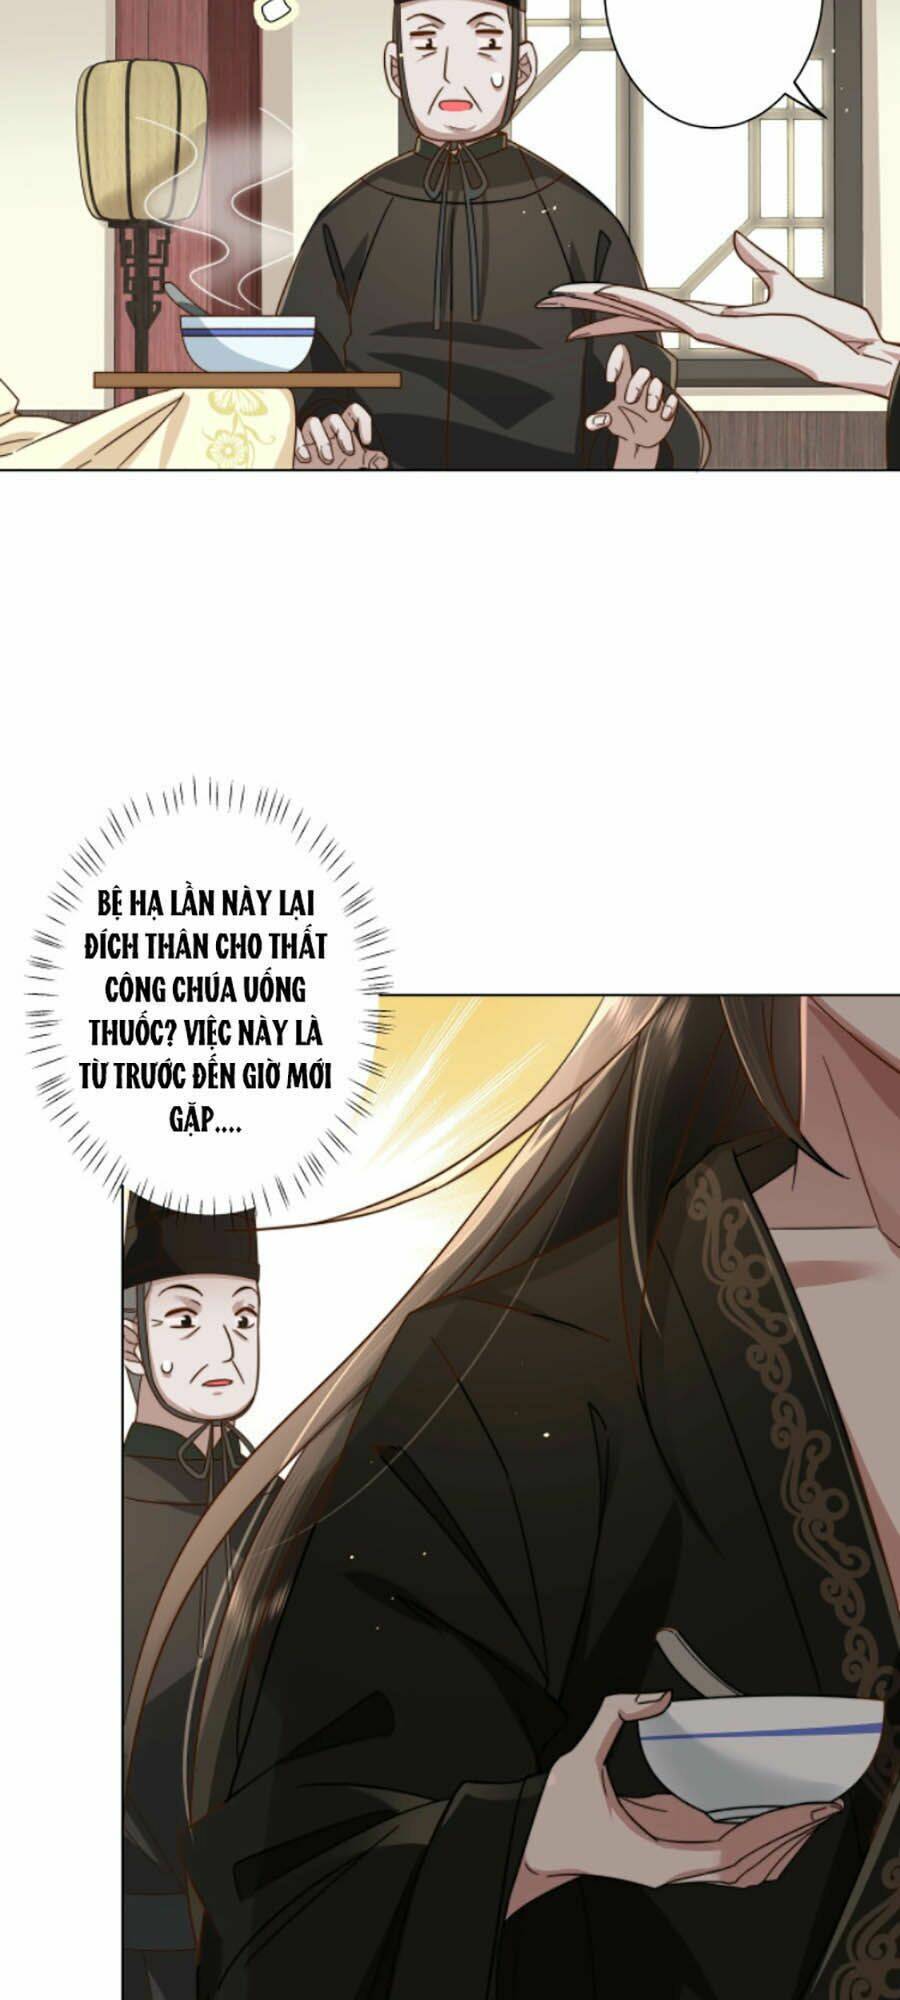 BỆ HẠ LẦN NÀY LẠI
ĐÍCH THÂN CHO THẤT
CÔNG CHÚA UỐNG
THUỐC? VIỆC NÀY LÀ
TỪ TRƯỚC ĐẾN GIỜ MỚI
GẶP....